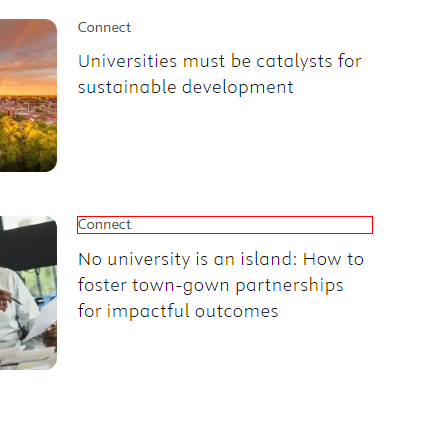 Connect
Universities must be catalysts for
sustainable development
Connect
No university is an island: How to
foster town-gown partnerships
for impactful outcomes